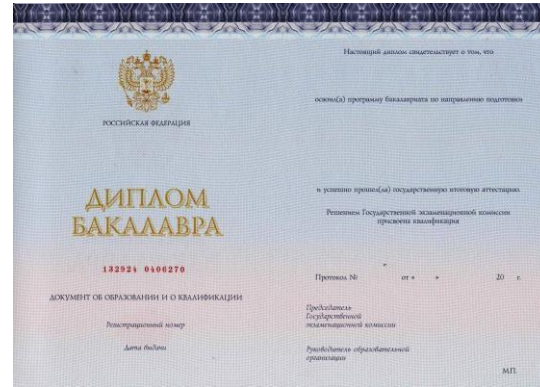 РОССИЙСКАЯ ФЕДЕРАЦИЯ
ДИПЛОМ
БАКАЛАВРА
132924 0406270
ДОКУМЕНТ ОБ ОБРАЗОВАНИИ И О КВАЛИФИКАЦИИ
Регистрационный номер
Дата выдачи
Настоящий диплом свидетельствует о том, что
освоил(а) программу бакалавриата по направлению подготовки
и успешно прошел(ла) государственную итоговую аттестацию
Решением Государственной экзаменационной комиссии
присвоена квалификация
Протокол № от « » 20 г.
Председатель
Государственной
экзаменационной комиссии
Руководитель образовательной
организации
М.П.